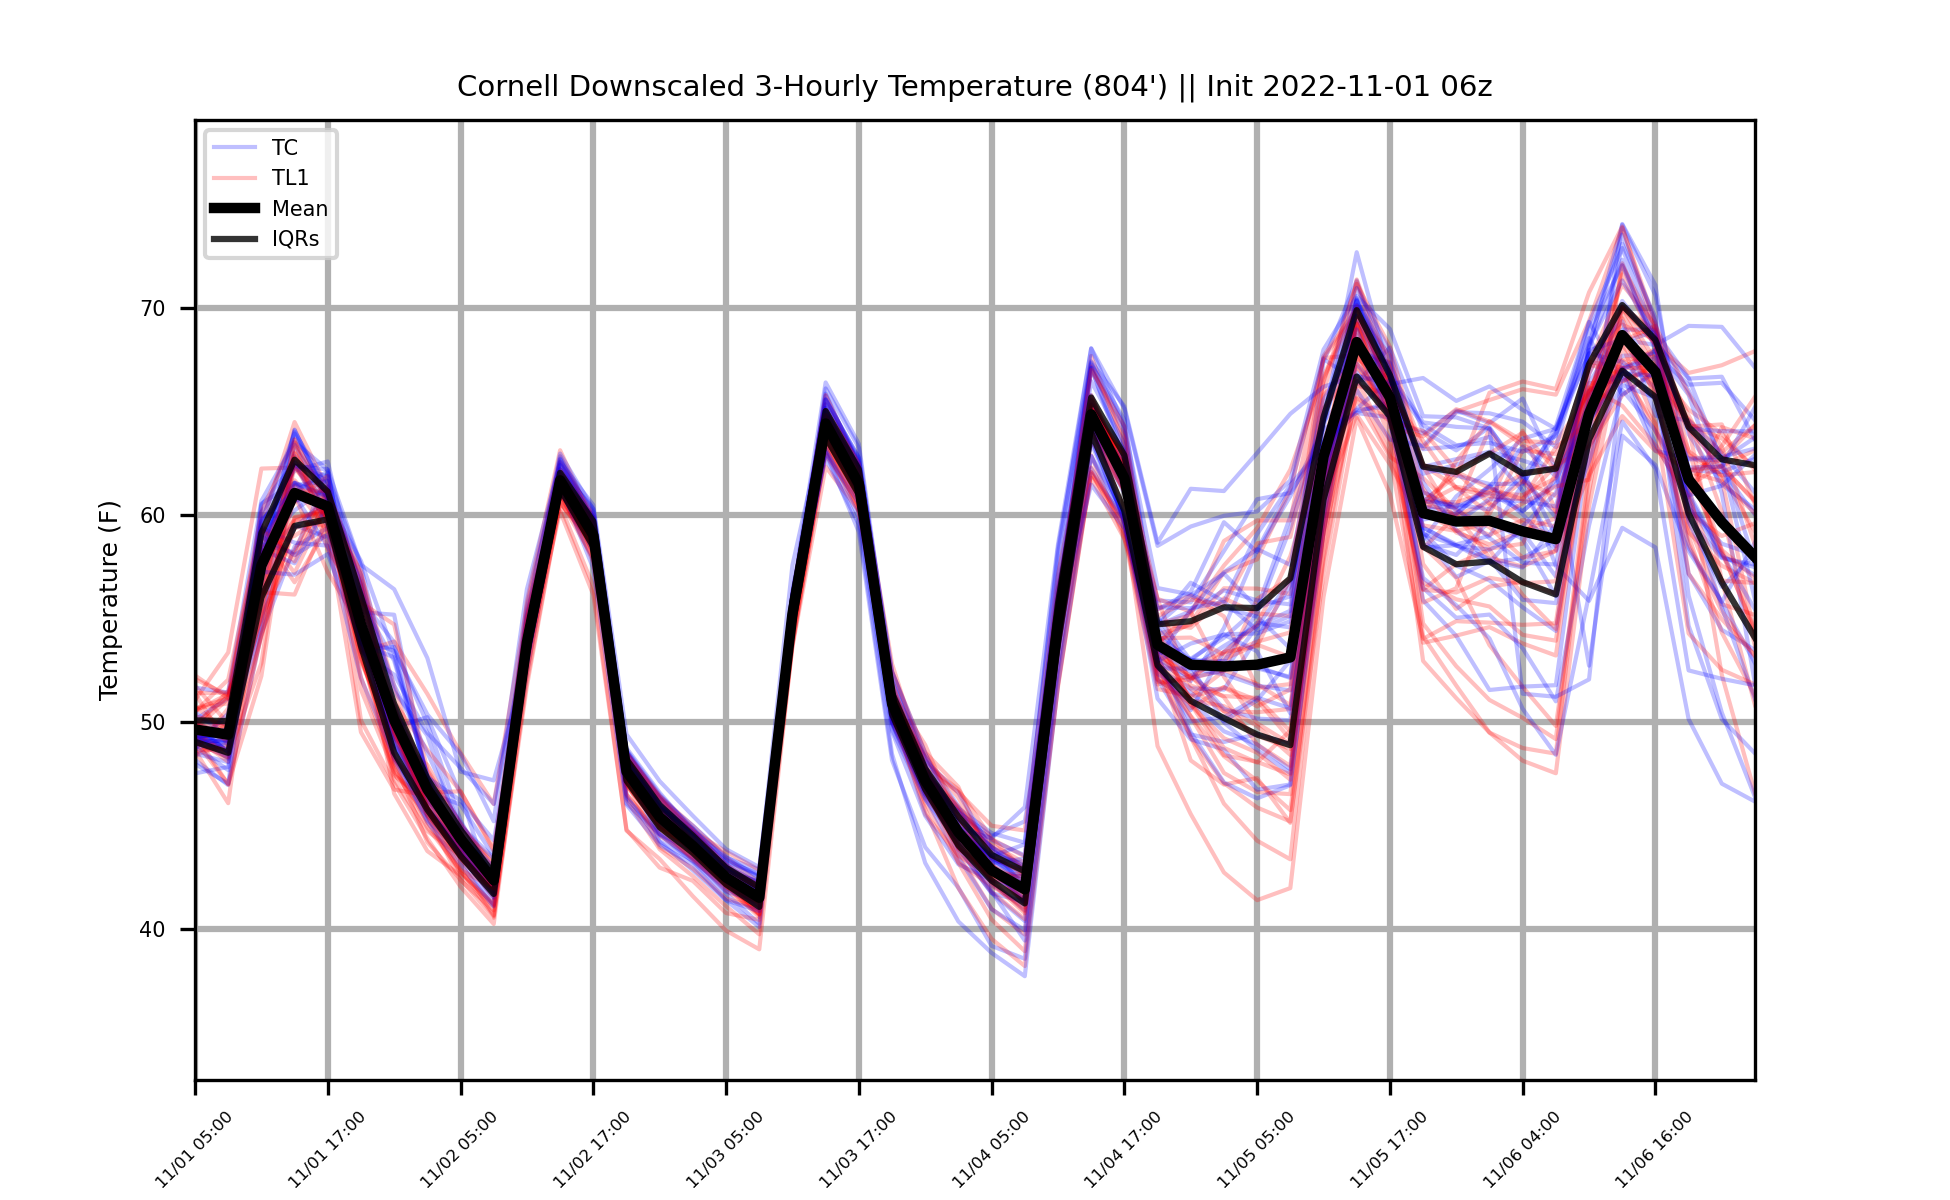 Cornell Downscaled 3-Hourly Temperature (804') || Init 2022-11-01 06z
TC
TL1
Mean
IQRs
Temperature (F)
70
60
50
40
11/01 05:00
11/01 17:00
11/02 05:00
11/02 17:00
11/03 05:00
11/03 17:00
11/04 05:00
11/04 17:00
11/05 05:00
11/05 17:00
11/06 04:00
11/06 16:00